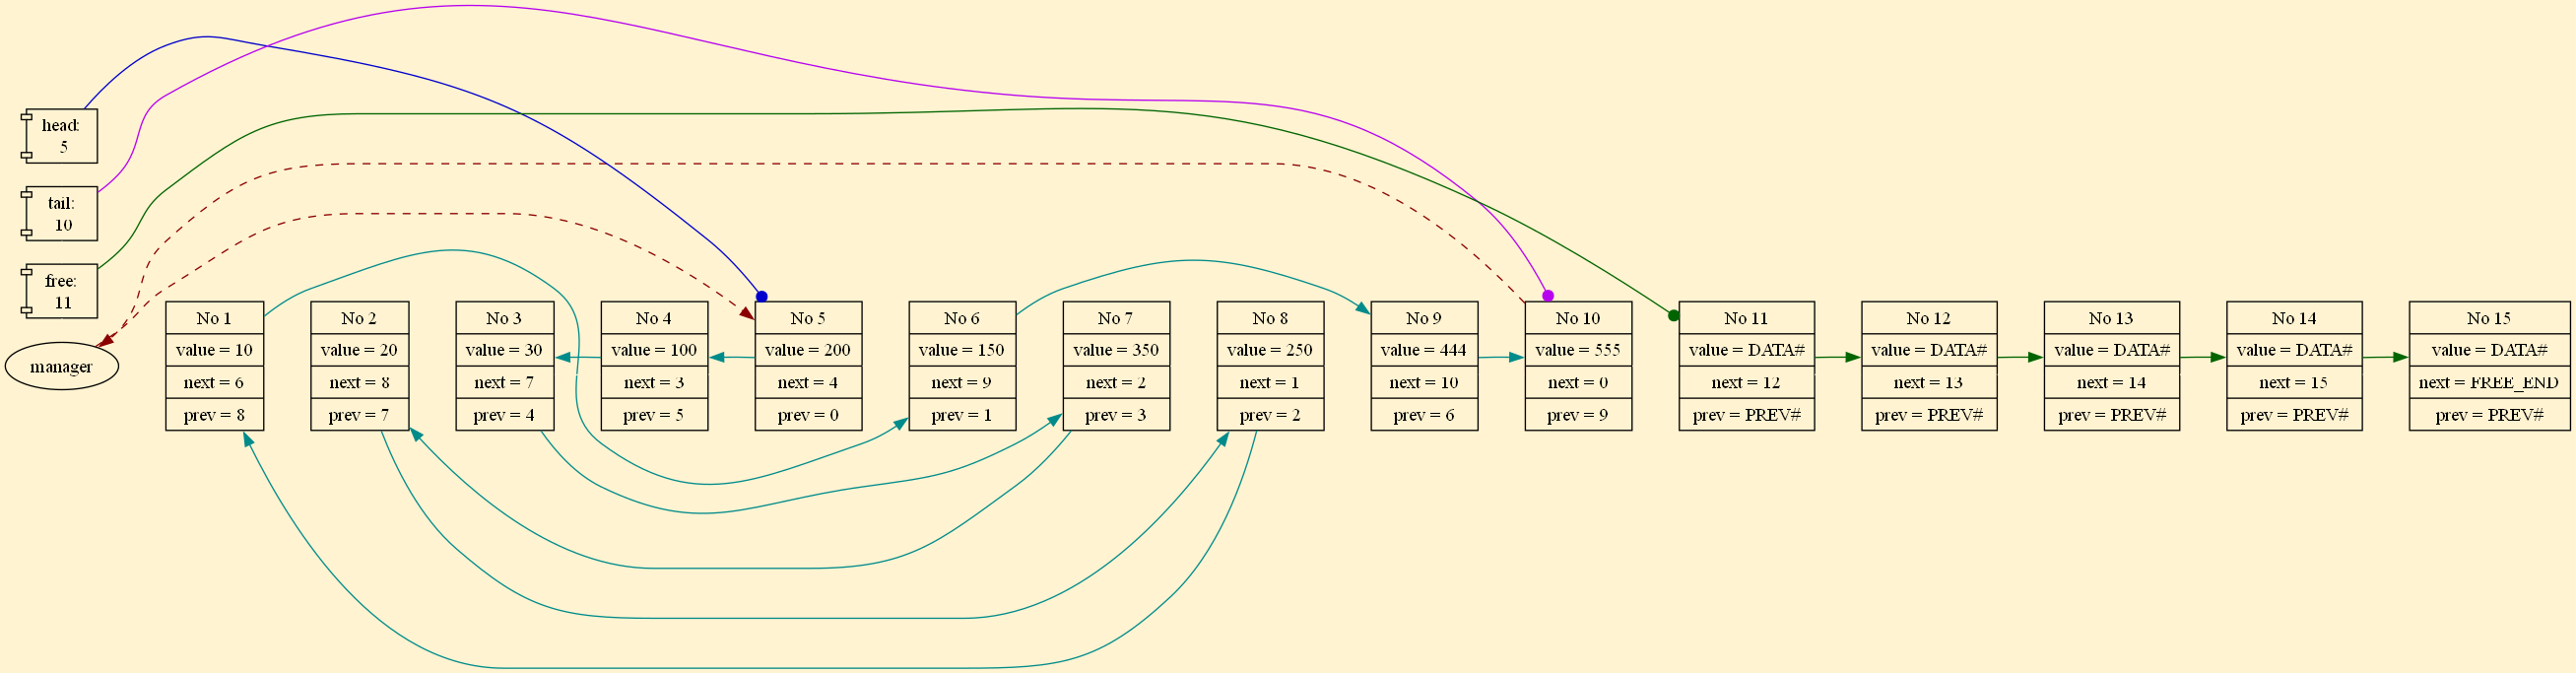 head:
5
tail:
10
free:
11
manager
No 1
value = 10
next = 6
prev = 8
No 2
value = 20
next = 8
prev = 7
No 3
value = 30
next = 7
prev = 4
No 4
value = 100
next = 3
prev = 5
No 5
value = 200
next = 4
prev = 0
No 6
value = 150
next = 9
prev = 1
No 7
value = 350
next = 2
prev = 3
No 8
value = 250
next = 1
prev = 2
No 9
value = 444
next = 10
prev = 6
No 10
value = 555
next = 0
prev = 9
No 11
value = DATA#
next = 12
prev = PREV#
No 12
value = DATA#
next = 13
prev = PREV#
No 13
value = DATA#
next = 14
prev = PREV#
No 14
value = DATA#
next = 15
prev = PREV#
No 15
value = DATA#
next = FREE_END
prev = PREV#